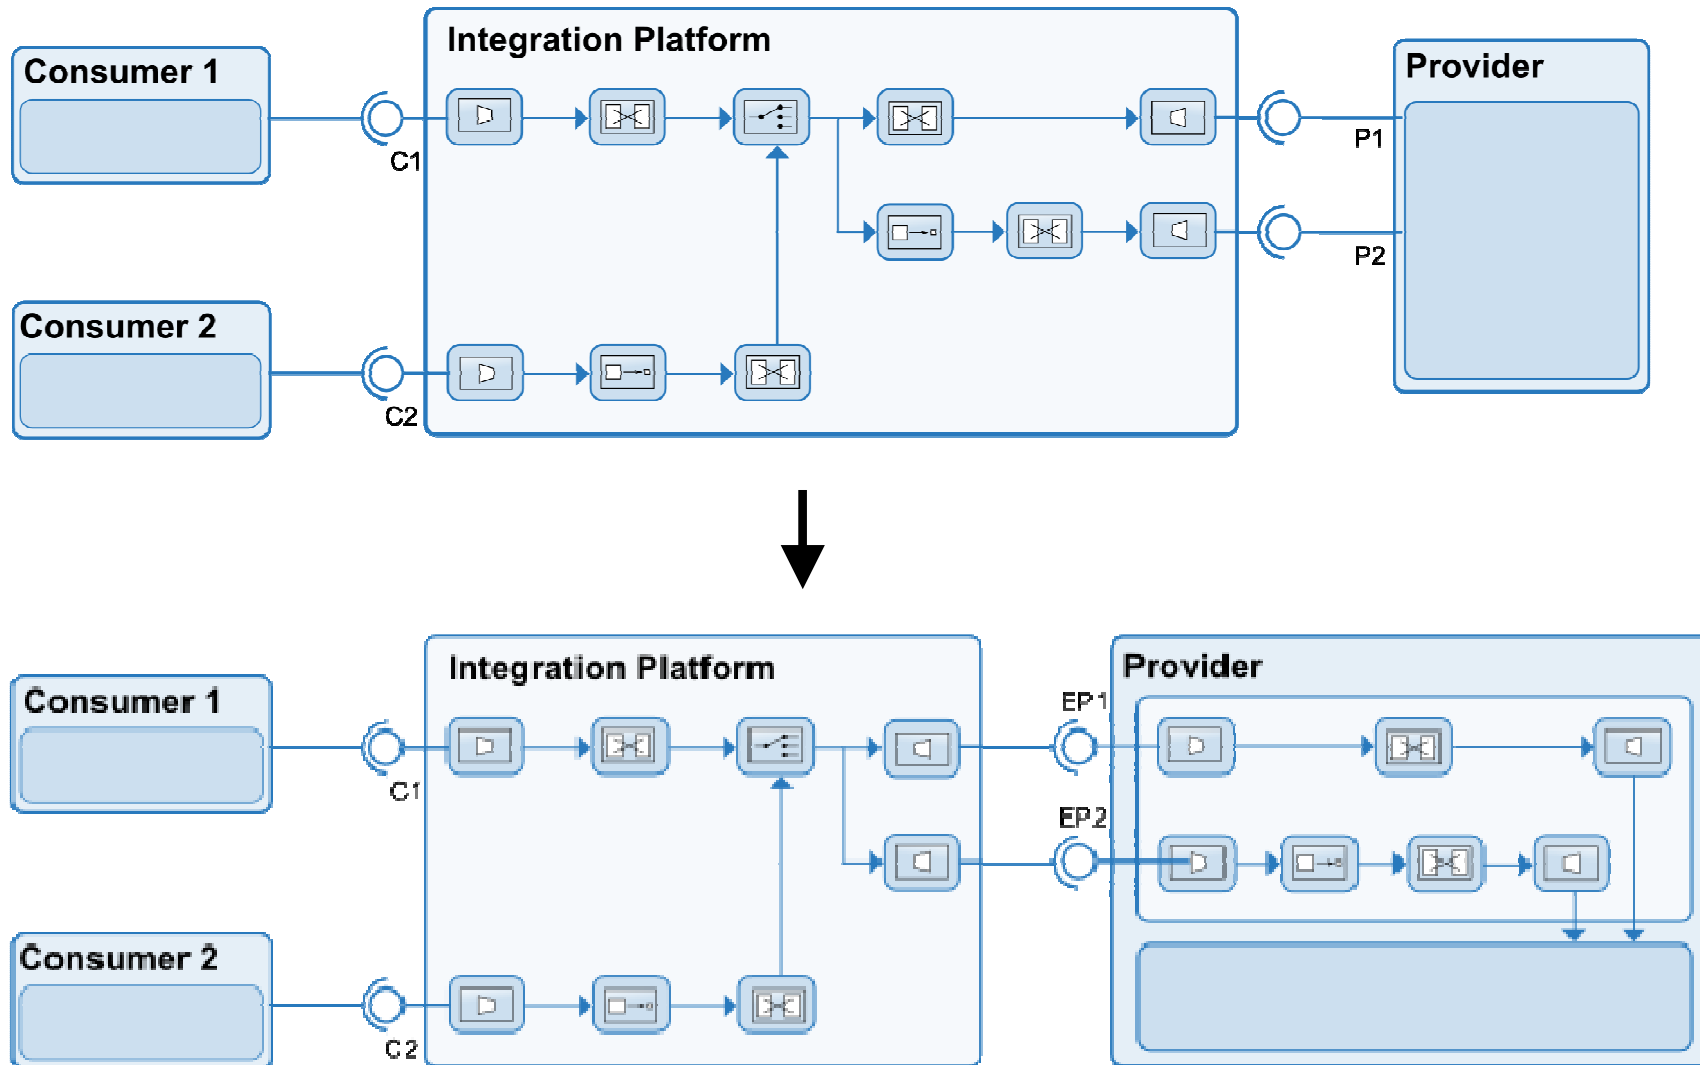 Integration Platform
Consumer 1
Provider
C1
P1
P2
Consumer 2
C2
Integration Platform
Provider
Consumer 1
EP1
C1
EP2
Consumer 2
C2